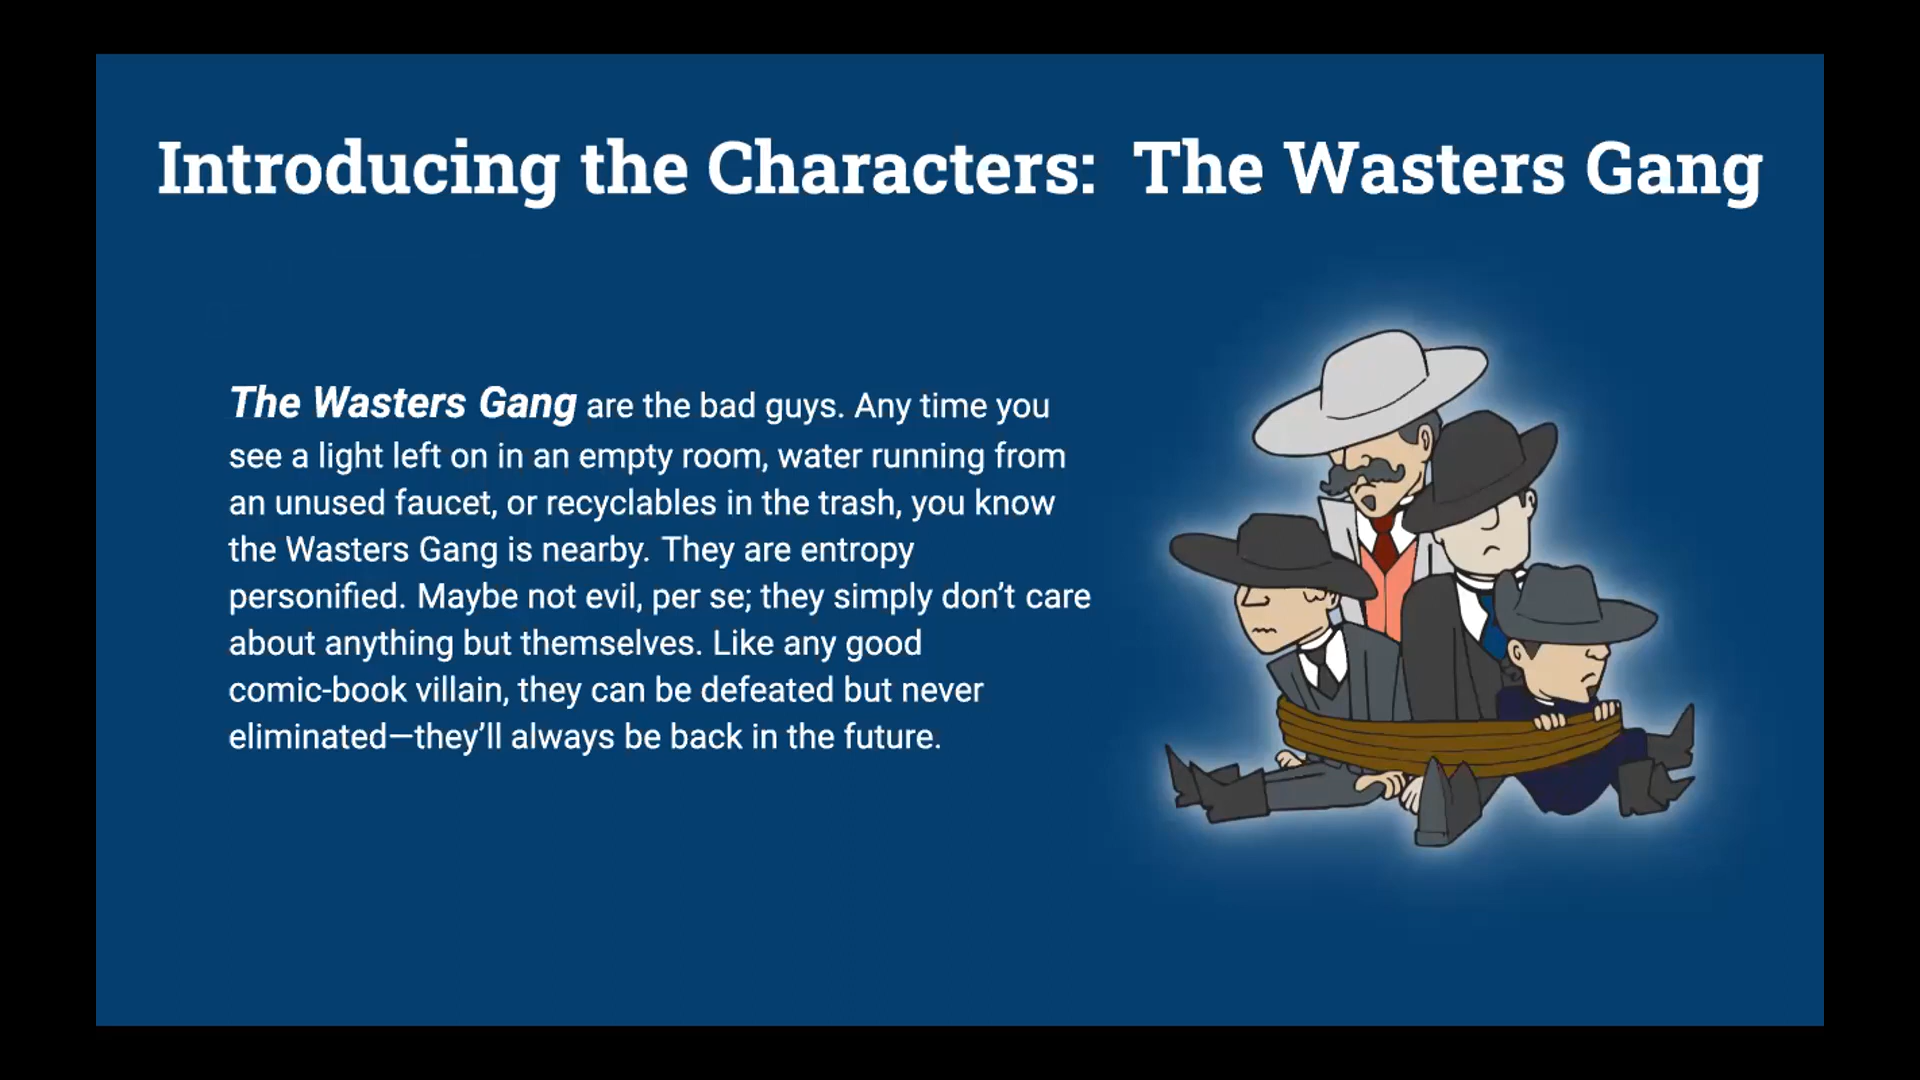 Introducing the Characters:  The Wasters Gang
The Wasters Gang are the bad guys. Any time you
see a light left on in an empty room, water running from
an unused faucet, or recyclables in the trash, you know
the Wasters Gang is nearby. They are entropy
personified. Maybe not evil, per se; they simply don’t care
about anything but themselves. Like any good
comic-book villain, they can be defeated but never
eliminated—they’ll always be back in the future.